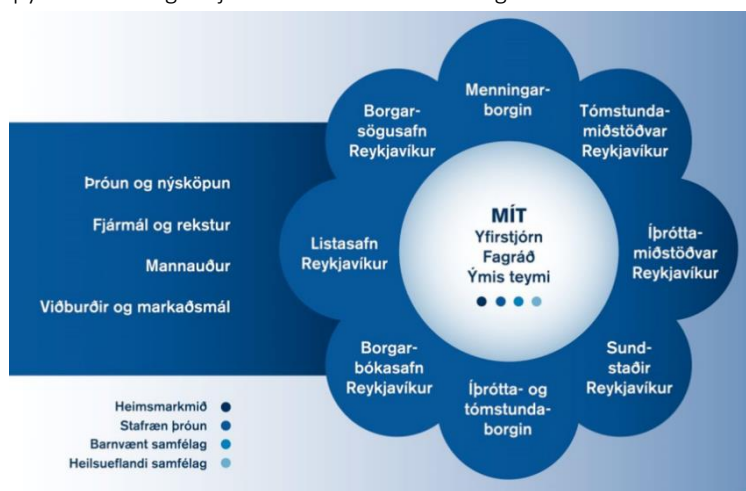 Menningar-
borgin
Borgar-
sögusafn
Reykjavíkur
Tómstunda-
miðstöðvar
Reykjavíkur
Þróun og nýsköpun
Fjármál og rekstur
Mannauður
Viðburðir og markaðsmál
Listasafn
Reykjavíkur
MÍT
Yfirstjórn
Fagráð
Ýmis teymi
Íþrótta-
miðstöðvar
Reykjavíkur
Borgar-
bókasafn
Reykjavíkur
Íþrótta- og
tómstunda-
borgin
Sund-
staðir
Reykjavíkur
Heimsmarkmið
Stafræn þróun
Barnvænt samfélag
Heilsueflandi samfélag